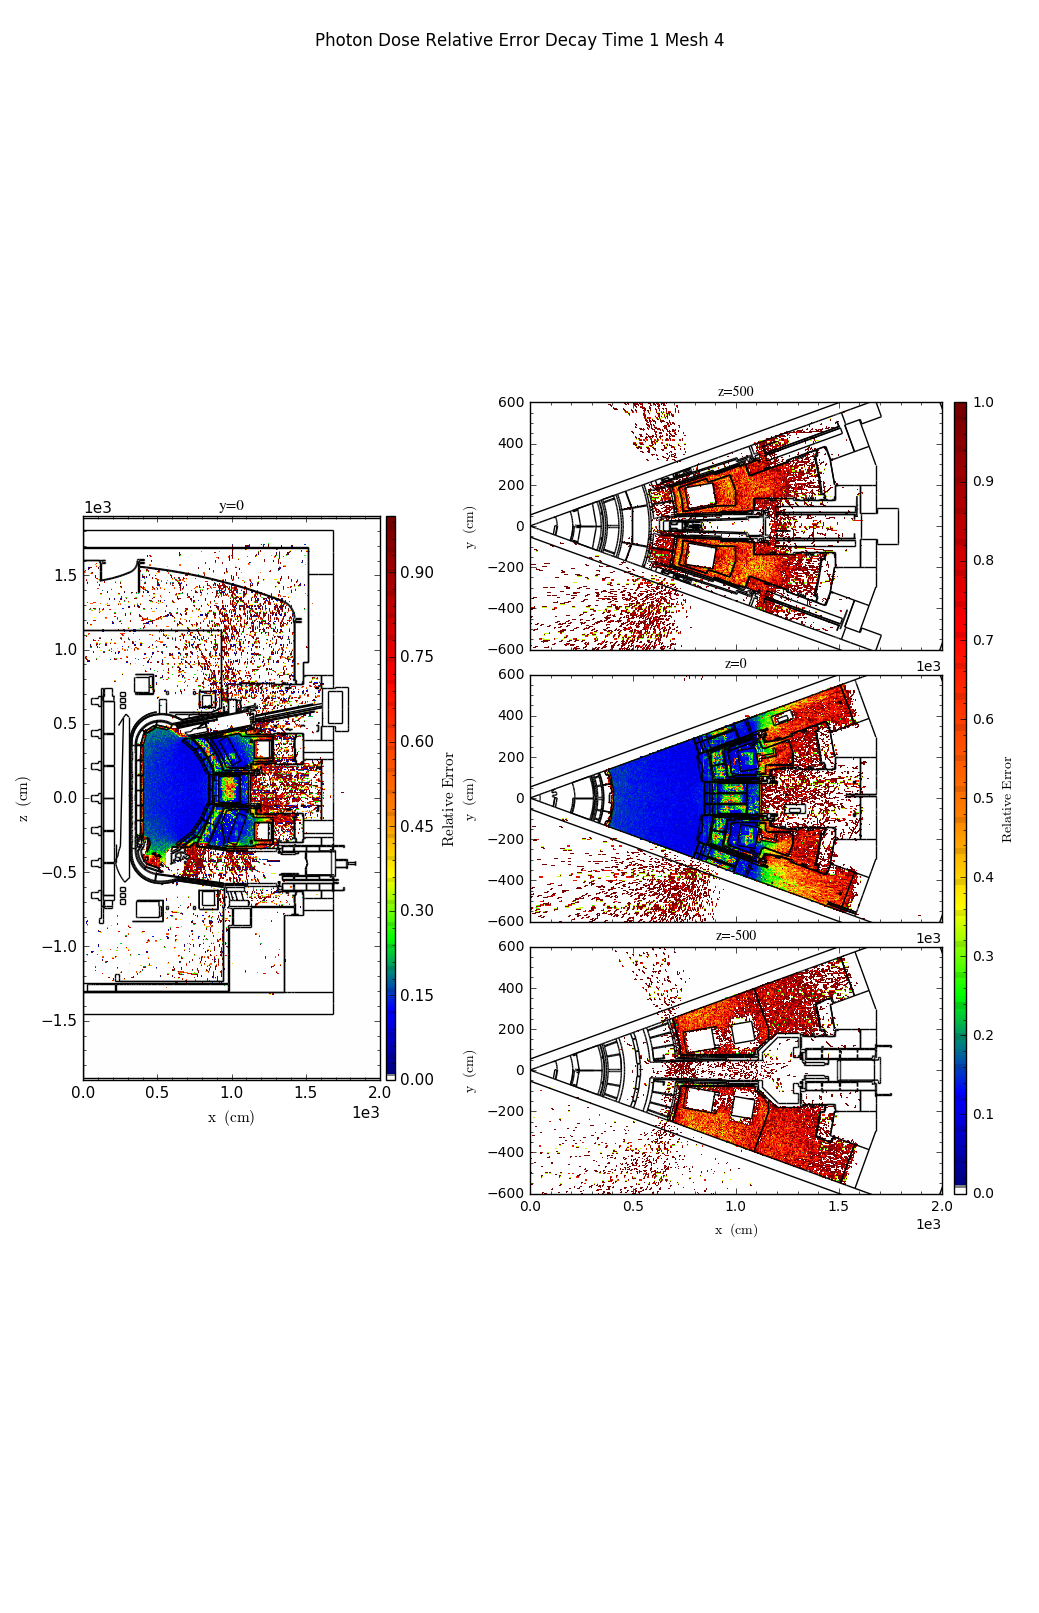 Photon Dose Relative Error Decay Time 1 Mesh 4
y=0
1e3
1.5
1.0
0.5
0.0
−0.5
−1.0
−1.5
z (cm)
0.0 0.5 1.0 1.5 2.0
x (cm)
1e3
0.90
0.75
0.60
0.45
0.30
0.15
0.00
Relative Error
z=500
600
400
200
0
−200
−400
−600
y (cm)
1e3
z=0
600
400
200
0
−200
−400
−600
y (cm)
1e3
z=-500
600
400
200
0
−200
−400
−600
y (cm)
0.0 0.5 1.0 1.5 2.0
x (cm)
1e3
1.0
0.9
0.8
0.7
0.6
0.5
0.4
0.3
0.2
0.1
0.0
Relative Error